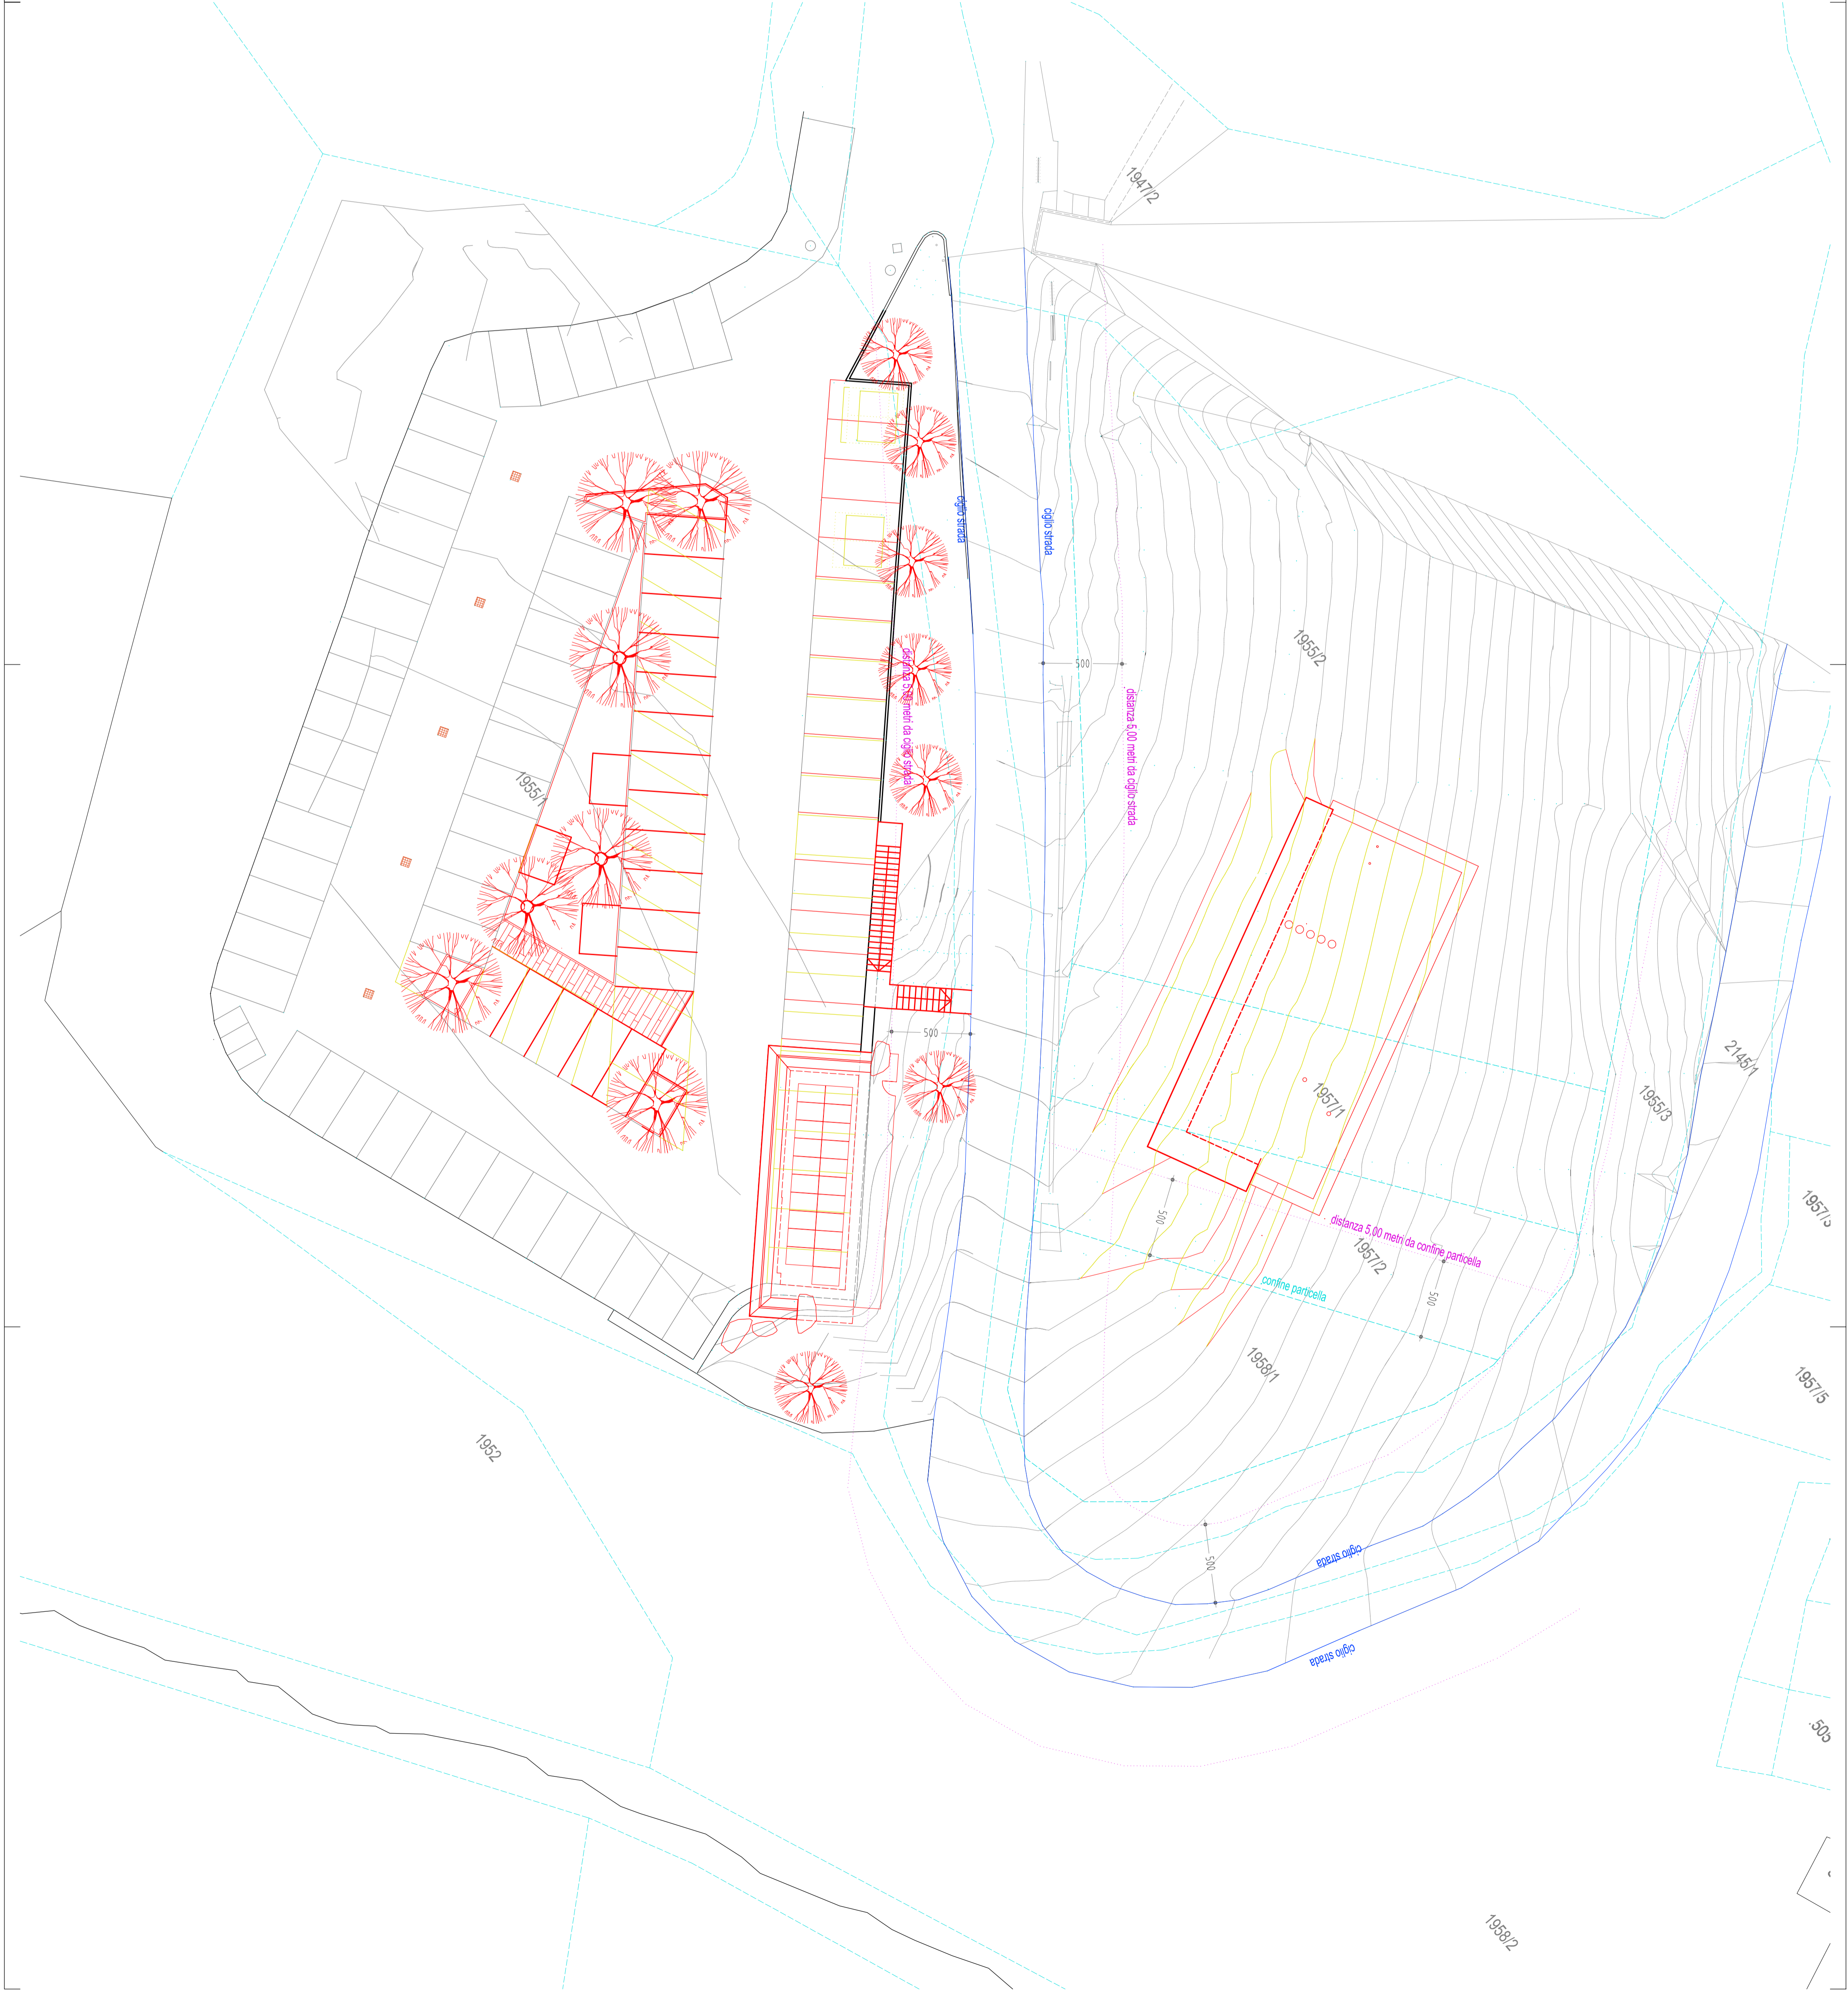 1947/2
ciglio strada
ciglio strada
1955/2
500
distanza 5,00 metri da ciglio strada
distanza 5,00 metri da ciglio strada
1955/1
500
2145/1
1955/3
1957/1
1957/3
500
distanza 5,00 metri da confine particella
1957/2
confine particella
500
1958/1
1957/5
1952
500
ciglio strada
ciglio strada
.505
1958/2